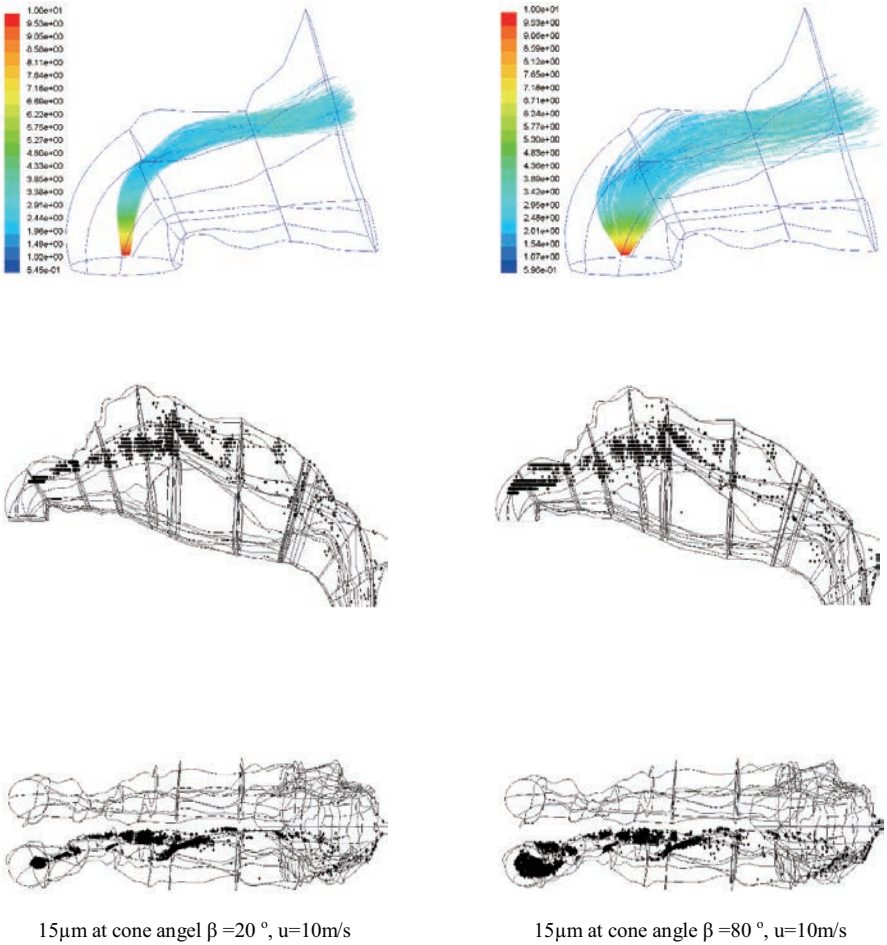 1.00e+01
9.53e+00
9.05e+00
8.58e+00
8.11e+00
7.64e+00
7.16e+00
6.69e+00
6.22e+00
5.75e+00
5.27e+00
4.80e+00
4.33e+00
3.85e+00
3.38e+00
2.91e+00
2.44e+00
1.96e+00
1.49e+00
1.02e+00
5.45e-01
1.00e+01
9.53e+00
9.06e+00
8.59e+00
8.12e+00
7.65e+00
7.18e+00
6.71e+00
6.24e+00
5.77e+00
5.30e+00
4.83e+00
4.36e+00
3.89e+00
3.42e+00
2.95e+00
2.48e+00
2.01e+00
1.54e+00
1.07e+00
5.96e-01
15µm at cone angel β =20 º, u=10m/s
15µm at cone angle β =80 º, u=10m/s